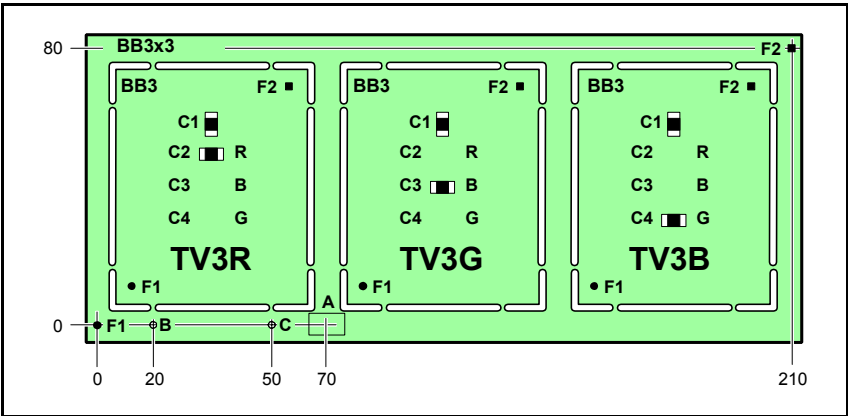 80 BB3x3 F2
BB3 F2 BB3 F2 BB3 F2
C1 C1 C1
C2 R C2 R C2 R
C3 B C3 B C3 B
C4 G C4 G C4 G
TV3R TV3G TV3B
F1 F1 F1
A
0 F1 B C
0 20 50 70 210